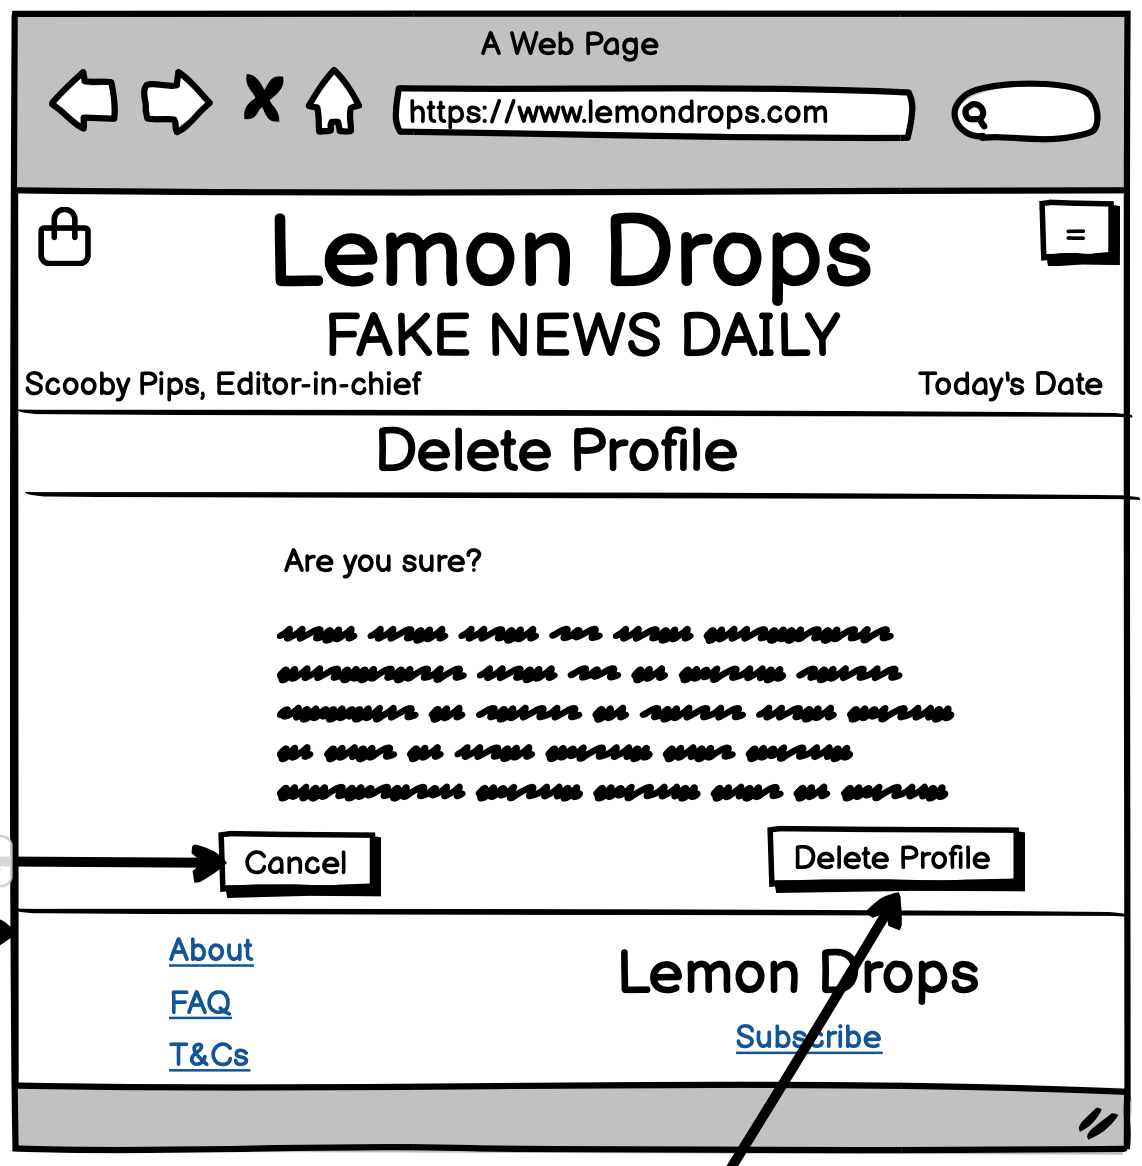 A Web Page
https://www.lemondrops.com
=
Lemon Drops
FAKE NEWS DAILY
Scooby Pips, Editor-in-chief
Today's Date
Delete Profile
Are you sure?
Cancel
Delete Profile
About
FAQ
T&Cs
Lemon Drops
Subscribe